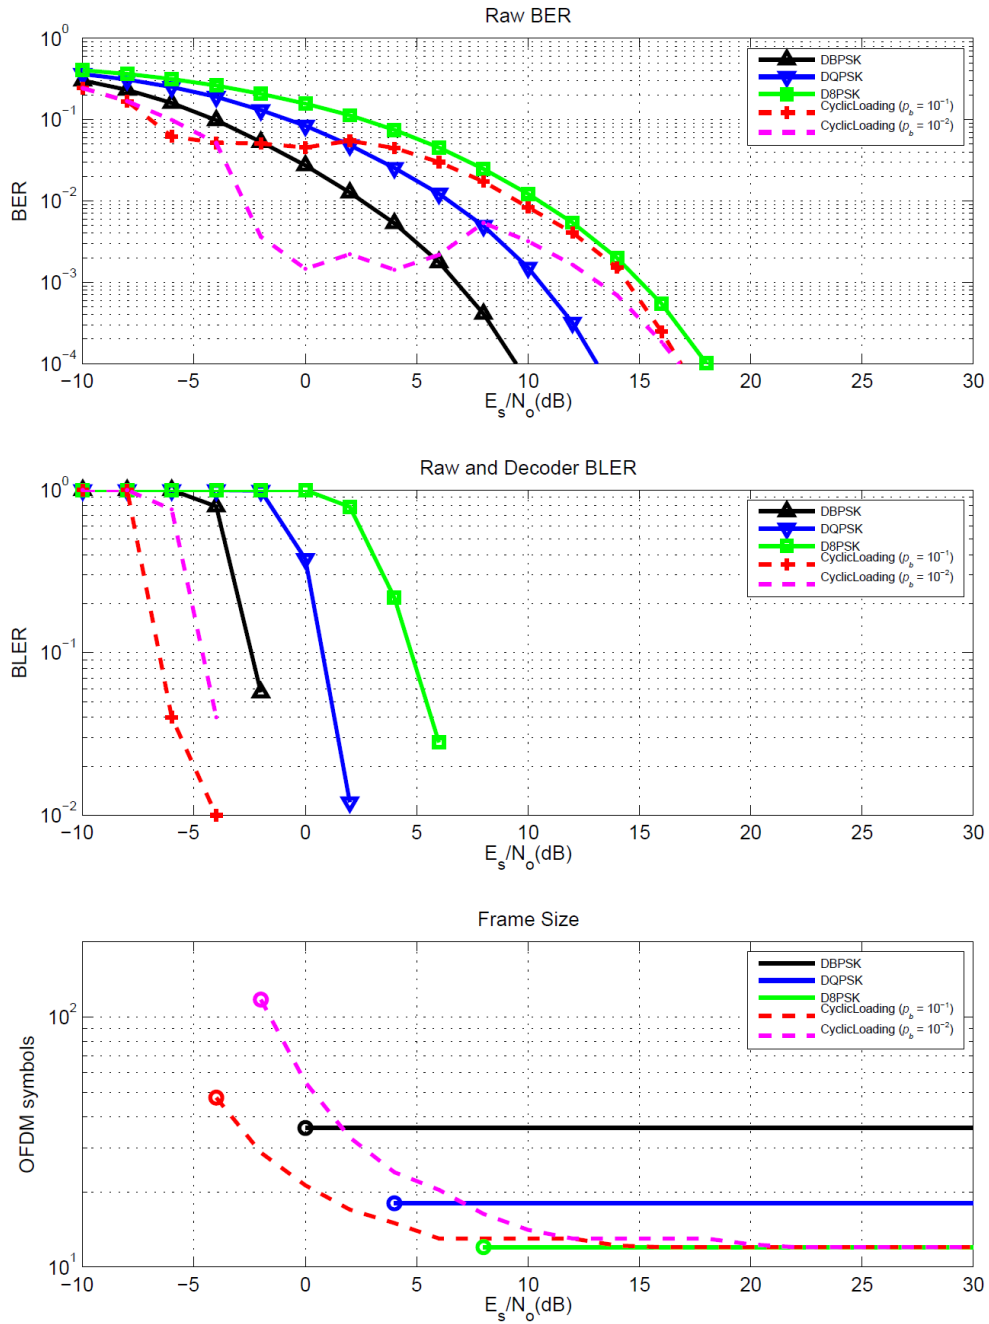 Raw BER
10^0
10^-1
10^-2
10^-3
10^-4
BER
DBPSK
DQPSK
D8PSK
CyclicLoading (p_b = 10^-1)
CyclicLoading (p_b = 10^-2)
−10 −5 0 5 10 15 20 25 30
E_s/N_o(dB)
Raw and Decoder BLER
10^0
10^-1
10^-2
BLER
DBPSK
DQPSK
D8PSK
CyclicLoading (p_b = 10^-1)
CyclicLoading (p_b = 10^-2)
−10 −5 0 5 10 15 20 25 30
E_s/N_o(dB)
Frame Size
10^2
10^1
OFDM symbols
DBPSK
DQPSK
D8PSK
CyclicLoading (p_b = 10^-1)
CyclicLoading (p_b = 10^-2)
−10 −5 0 5 10 15 20 25 30
E_s/N_o(dB)